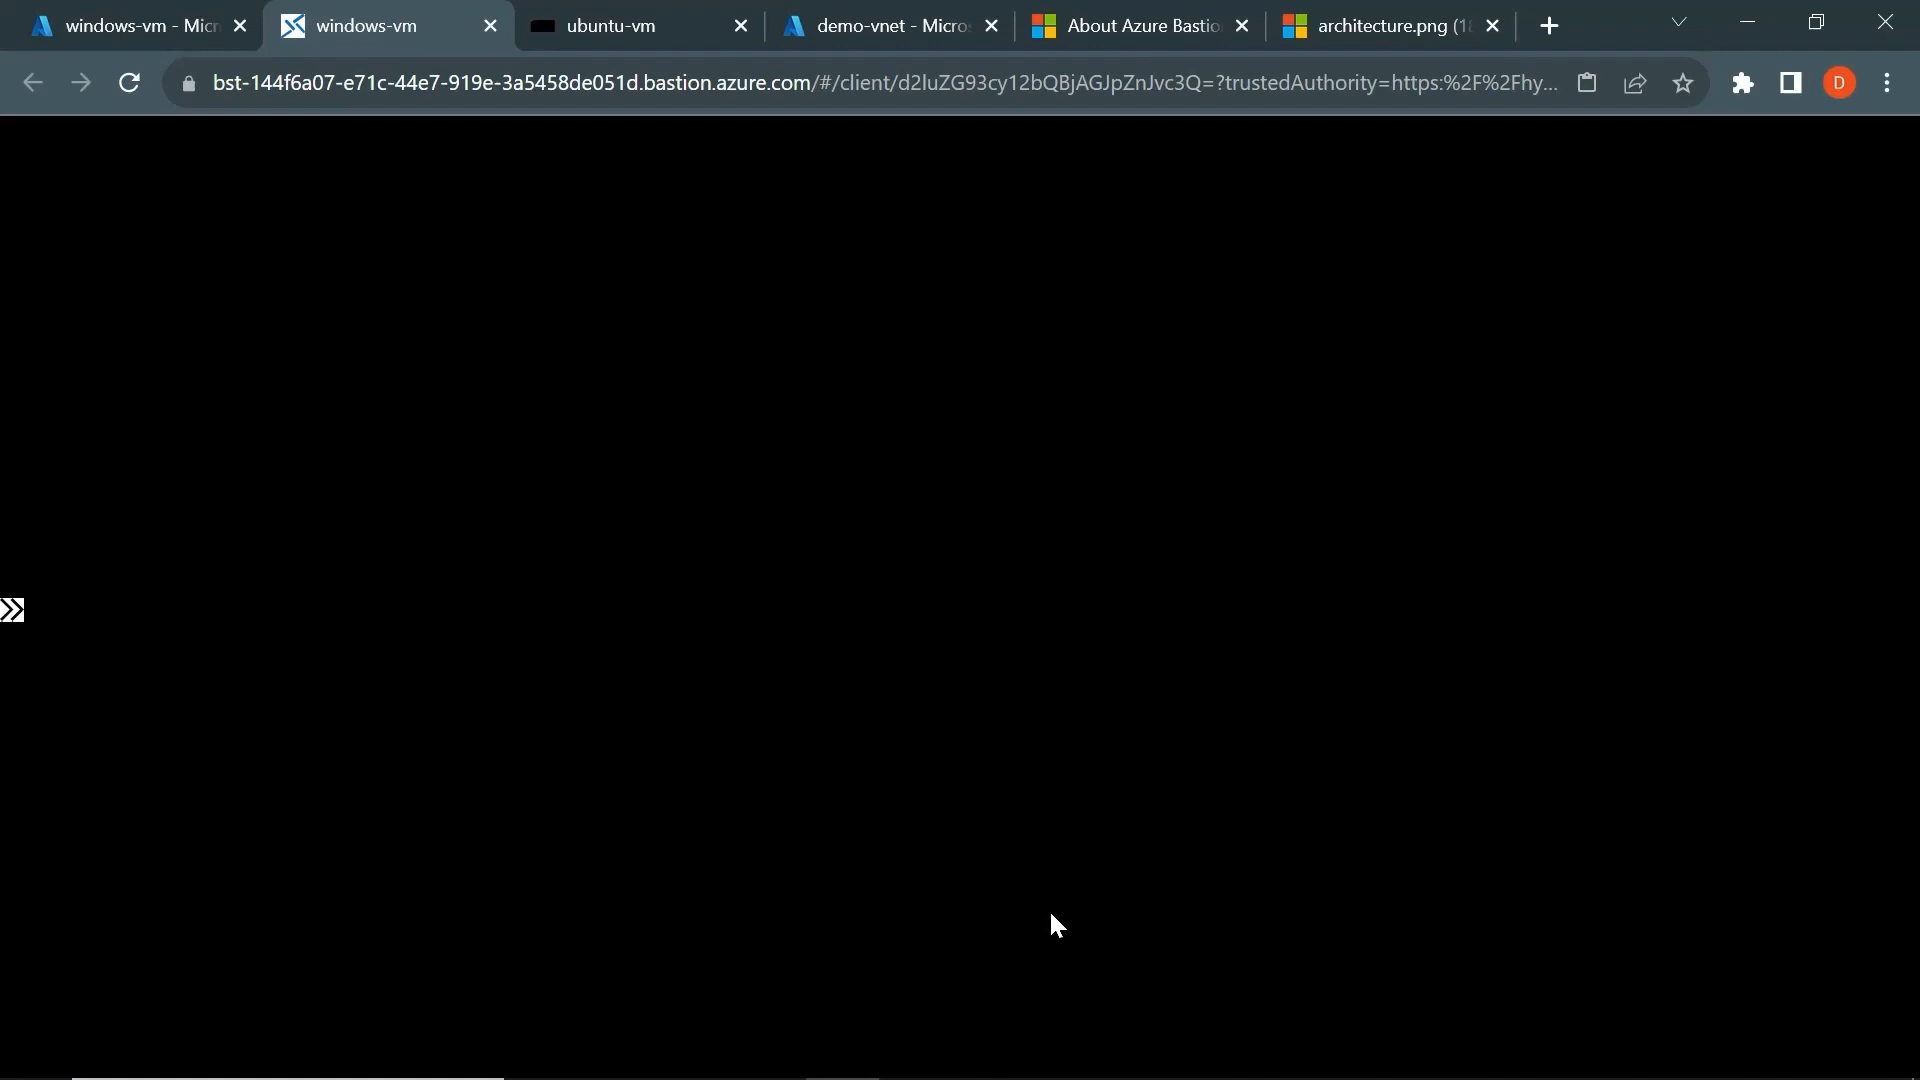 windows-vm - Micr
windows-vm
ubuntu-vm
demo-vnet - Micro
About Azure Bastio
architecture.png (18
bst-144f6a07-e71c-44e7-919e-3a5458de051d.bastion.azure.com/#/client/d2luZG93cy12bQBjAGJpZnJvc3Q=?trustedAuthority=https:%2F%2Fhy...
D